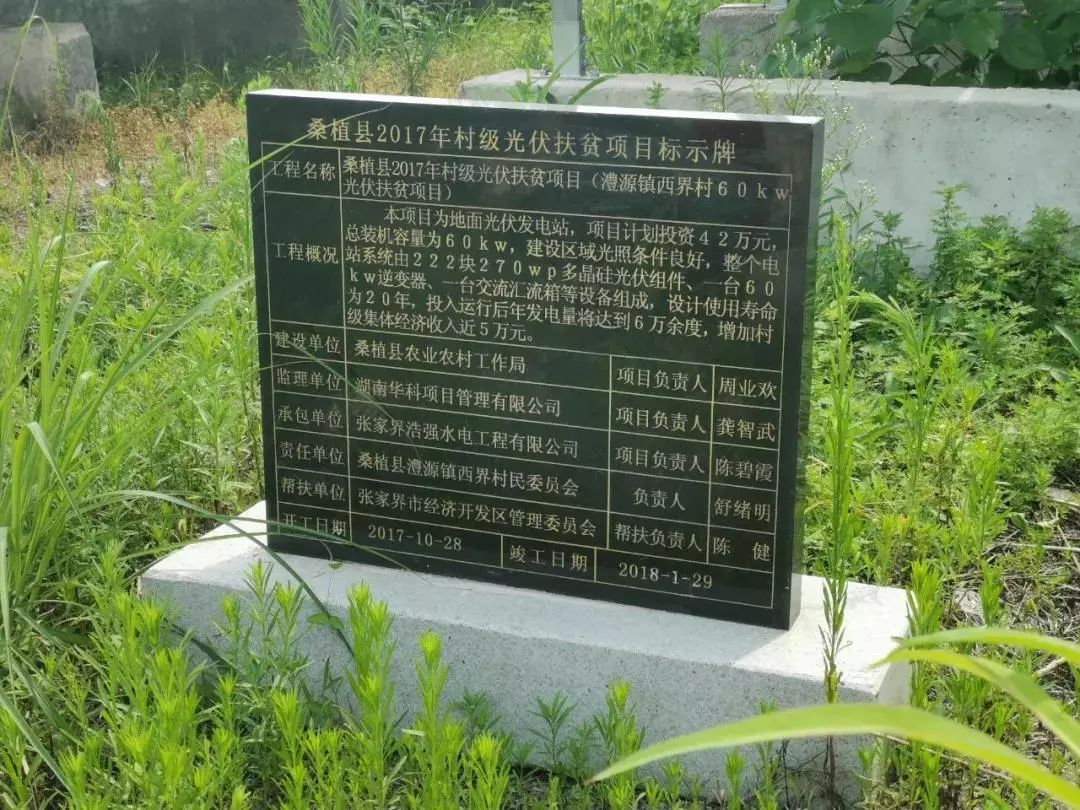 桑植县2017年村级光伏扶贫项目标示牌
工程名称 桑植县2017年村级光伏扶贫项目（澧源镇西界村60kw
光伏扶贫项目）
工程概况
本项目为地面光伏发电站，项目计划投资42万元，
总装机容量为60kw，建设区域光照条件良好，整个电
站系统由222块270wp多晶硅光伏组件、一台60
kw逆变器、一台交流汇流箱等设备组成，设计使用寿命
为20年，投入运行后年发电量将达到6万余度，增加村
级集体经济收入近5万元。
建设单位 桑植县农业农村工作局 项目负责人 周业欢
监理单位 湖南华科项目管理有限公司 项目负责人 龚智武
承包单位 张家界浩强水电工程有限公司 项目负责人 陈碧霞
责任单位 桑植县澧源镇西界村民委员会 负责人 舒绪明
帮扶单位 张家界市经济开发区管理委员会 帮扶负责人 陈健
开工日期 2017-10-28 竣工日期 2018-1-29